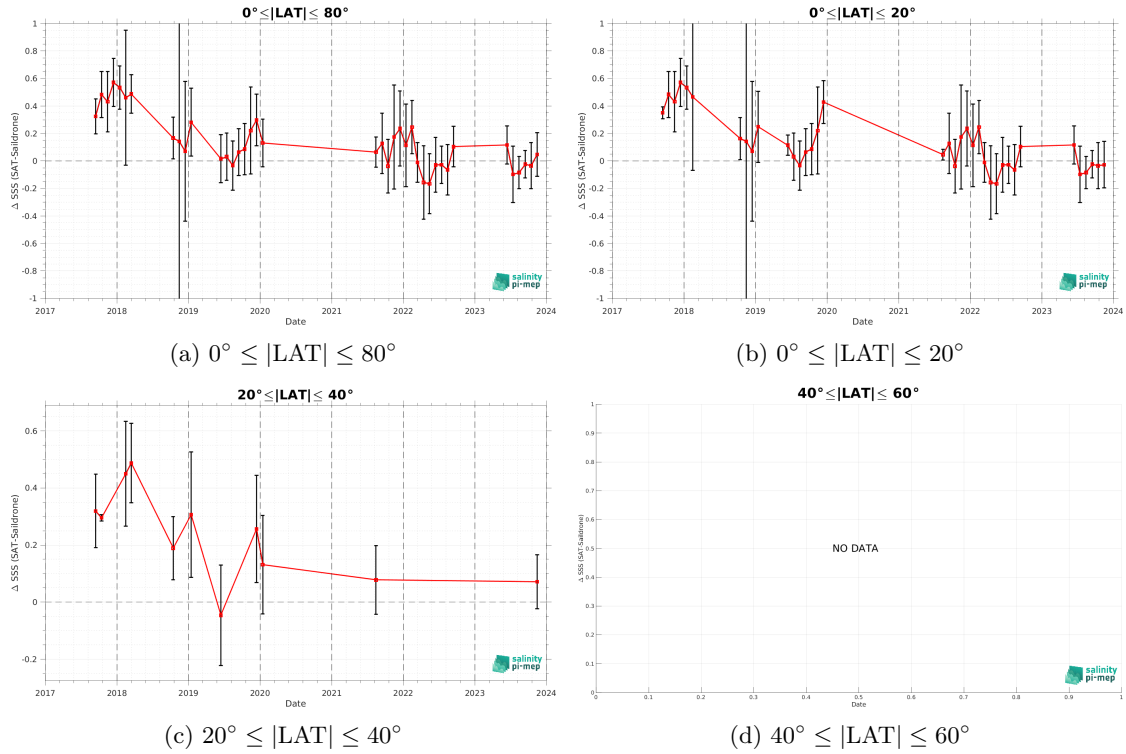 0°≤|LAT|≤ 80°
Δ SSS (SAT-Saildrone)
1
0.8
0.6
0.4
0.2
0
-0.2
-0.4
-0.6
-0.8
-1
2017 2018 2019 2020 2021 2022 2023 2024
Date
salinity
pi-mep
(a) 0° ≤ |LAT| ≤ 80°
0°≤|LAT|≤ 20°
Δ SSS (SAT-Saildrone)
1
0.8
0.6
0.4
0.2
0
-0.2
-0.4
-0.6
-0.8
-1
2017 2018 2019 2020 2021 2022 2023 2024
Date
salinity
pi-mep
(b) 0° ≤ |LAT| ≤ 20°
20°≤|LAT|≤ 40°
Δ SSS (SAT-Saildrone)
0.6
0.4
0.2
0
-0.2
2017 2018 2019 2020 2021 2022 2023 2024
Date
salinity
pi-mep
(c) 20° ≤ |LAT| ≤ 40°
40°≤|LAT|≤ 60°
Δ SSS (SAT-Saildrone)
1
0.9
0.8
0.7
0.6
0.5
0.4
0.3
0.2
0.1
0
NO DATA
0 0.1 0.2 0.3 0.4 0.5 0.6 0.7 0.8 0.9 1
Date
salinity
pi-mep
(d) 40° ≤ |LAT| ≤ 60°